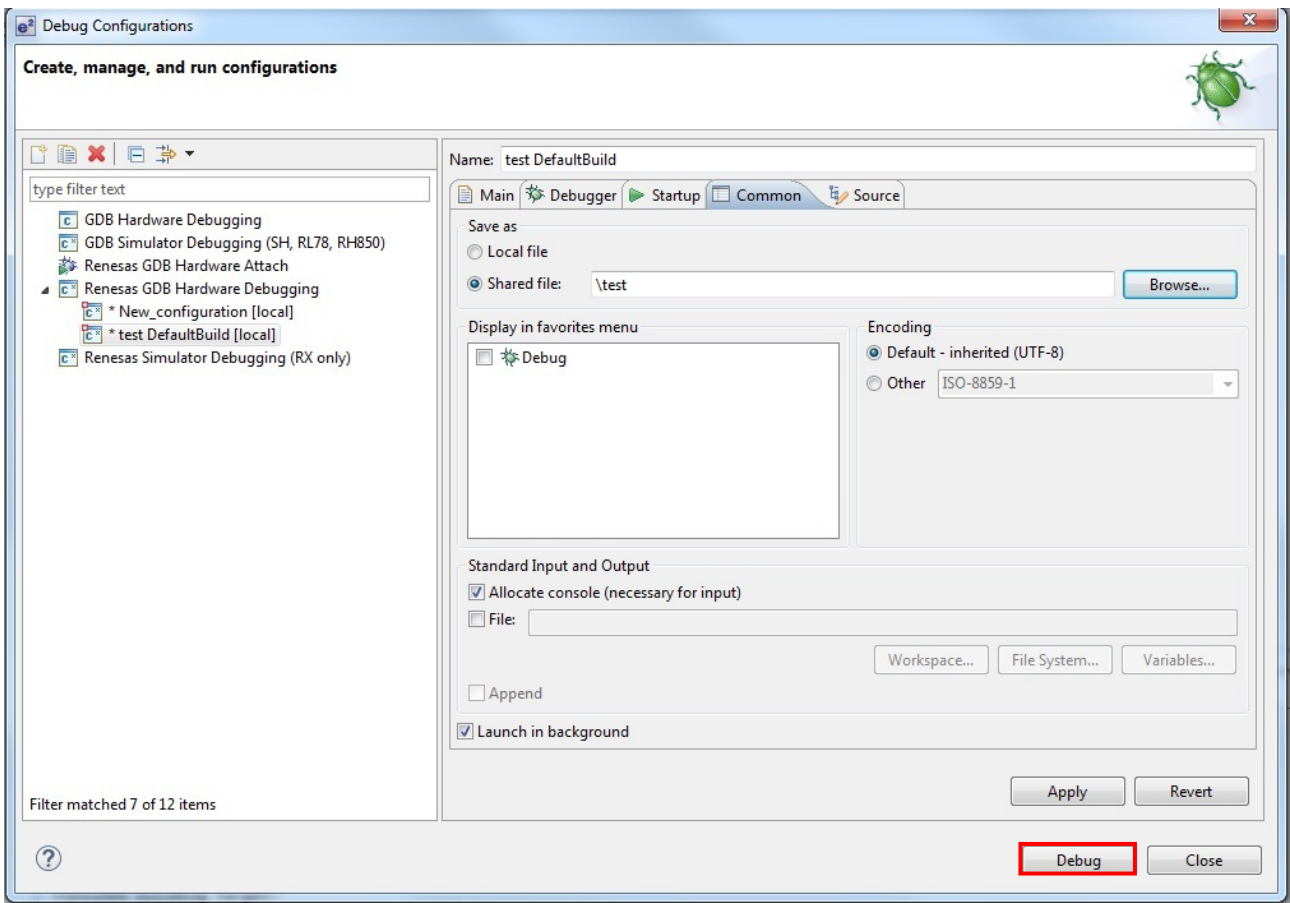 e² Debug Configurations
Create, manage, and run configurations
type filter text
GDB Hardware Debugging
GDB Simulator Debugging (SH, RL78, RH850)
Renesas GDB Hardware Attach
Renesas GDB Hardware Debugging
* New_configuration [local]
* test DefaultBuild [local]
Renesas Simulator Debugging (RX only)
Filter matched 7 of 12 items
Name: test DefaultBuild
Main Debugger Startup Common Source
Save as
Local file
Shared file: \test Browse...
Display in favorites menu
Debug
Encoding
Default - inherited (UTF-8)
Other ISO-8859-1
Standard Input and Output
Allocate console (necessary for input)
File:
Workspace... File System... Variables...
Append
Launch in background
Apply Revert
? Debug Close